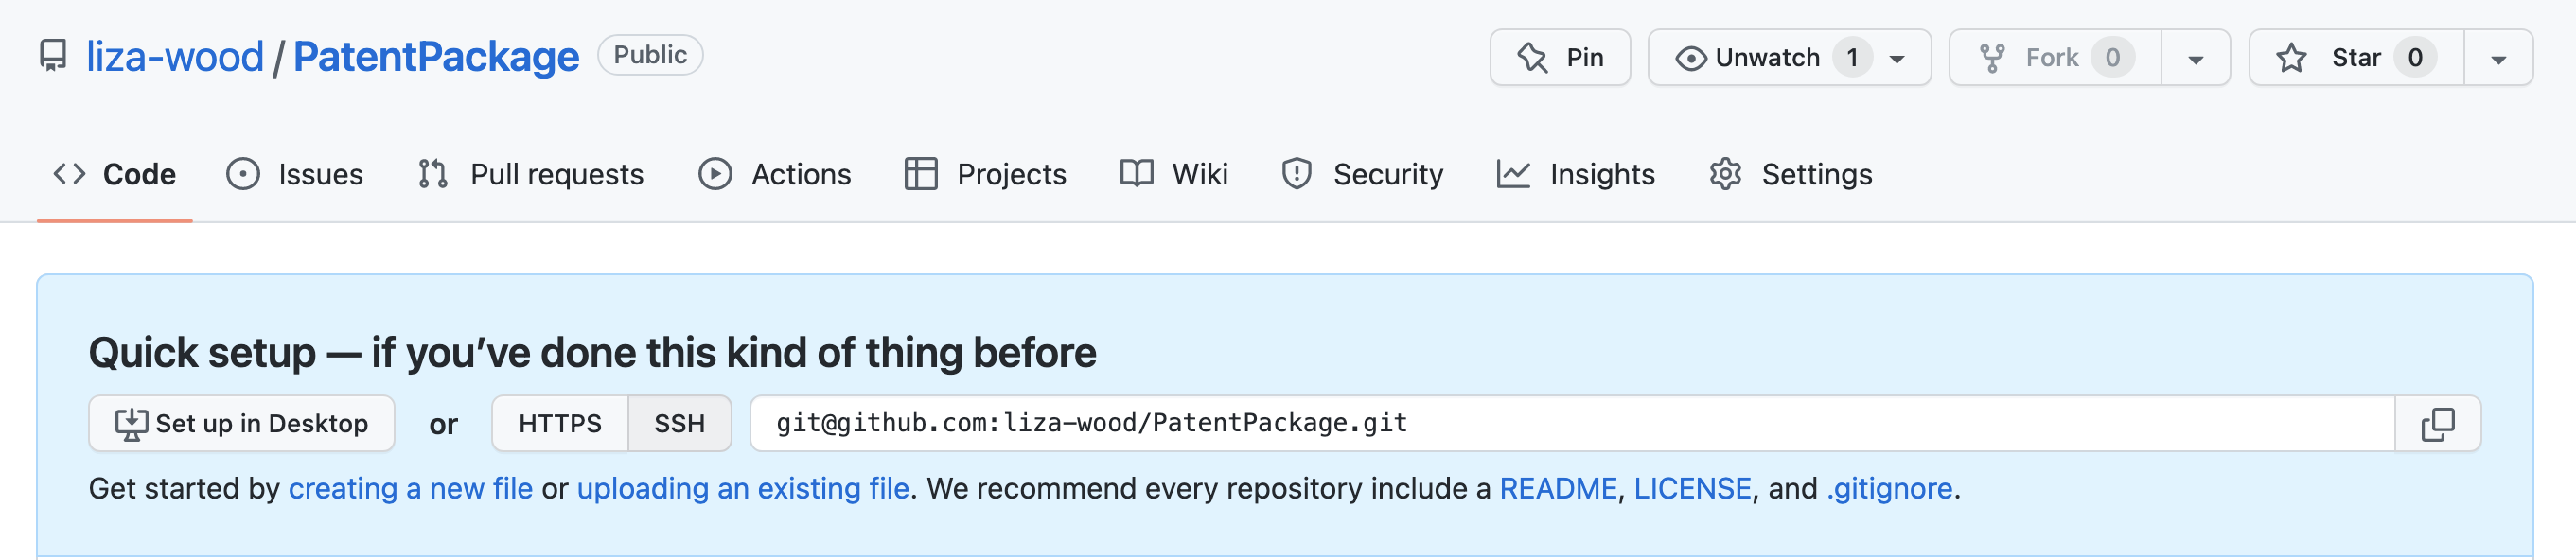 liza-wood / PatentPackage Public Pin Unwatch 1 Fork 0 Star 0
Code Issues Pull requests Actions Projects Wiki Security Insights Settings
Quick setup — if you’ve done this kind of thing before
Set up in Desktop or HTTPS SSH git@github.com:liza-wood/PatentPackage.git
Get started by creating a new file or uploading an existing file. We recommend every repository include a README, LICENSE, and .gitignore.